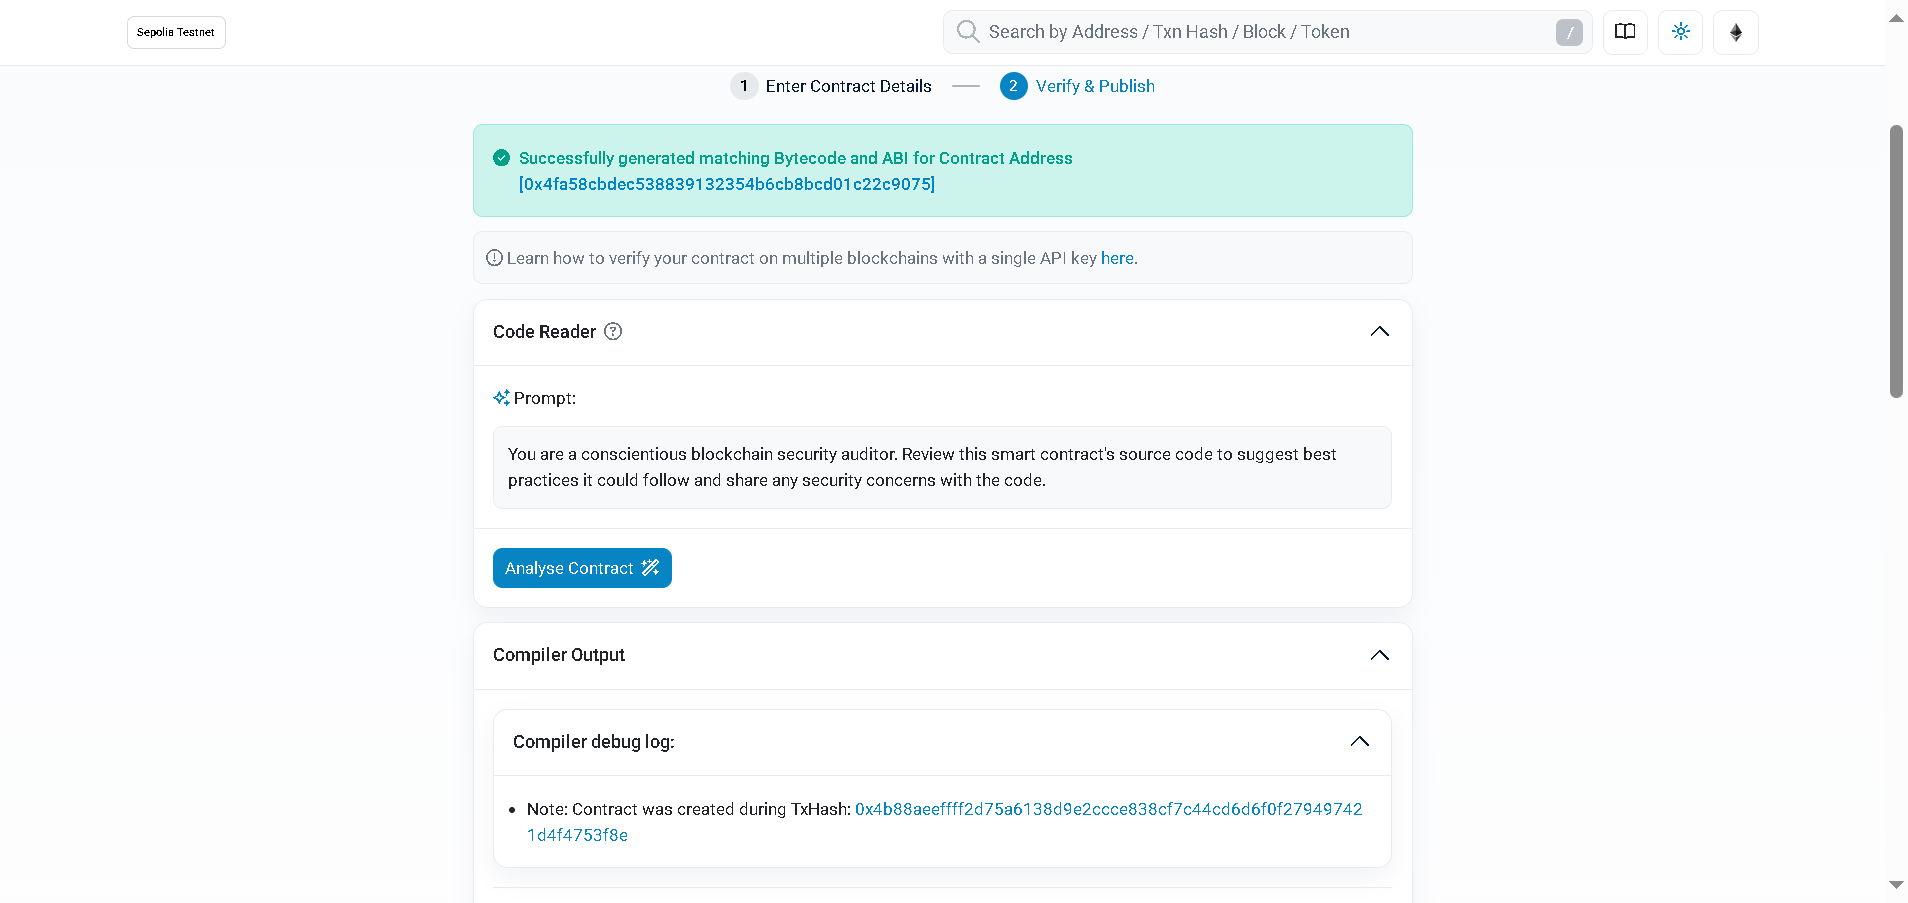 Sepolia Testnet
Search by Address / Txn Hash / Block / Token
/
1 Enter Contract Details
2 Verify & Publish
Successfully generated matching Bytecode and ABI for Contract Address
[0x4fa58cbdec538839132354b6cb8bcd01c22c9075]
Learn how to verify your contract on multiple blockchains with a single API key here.
Code Reader
Prompt:
You are a conscientious blockchain security auditor. Review this smart contract's source code to suggest best
practices it could follow and share any security concerns with the code.
Analyse Contract
Compiler Output
Compiler debug log:
Note: Contract was created during TxHash: 0x4b88aeeffff2d75a6138d9e2ccce838cf7c44cd6d6f0f27949742
1d4f4753f8e